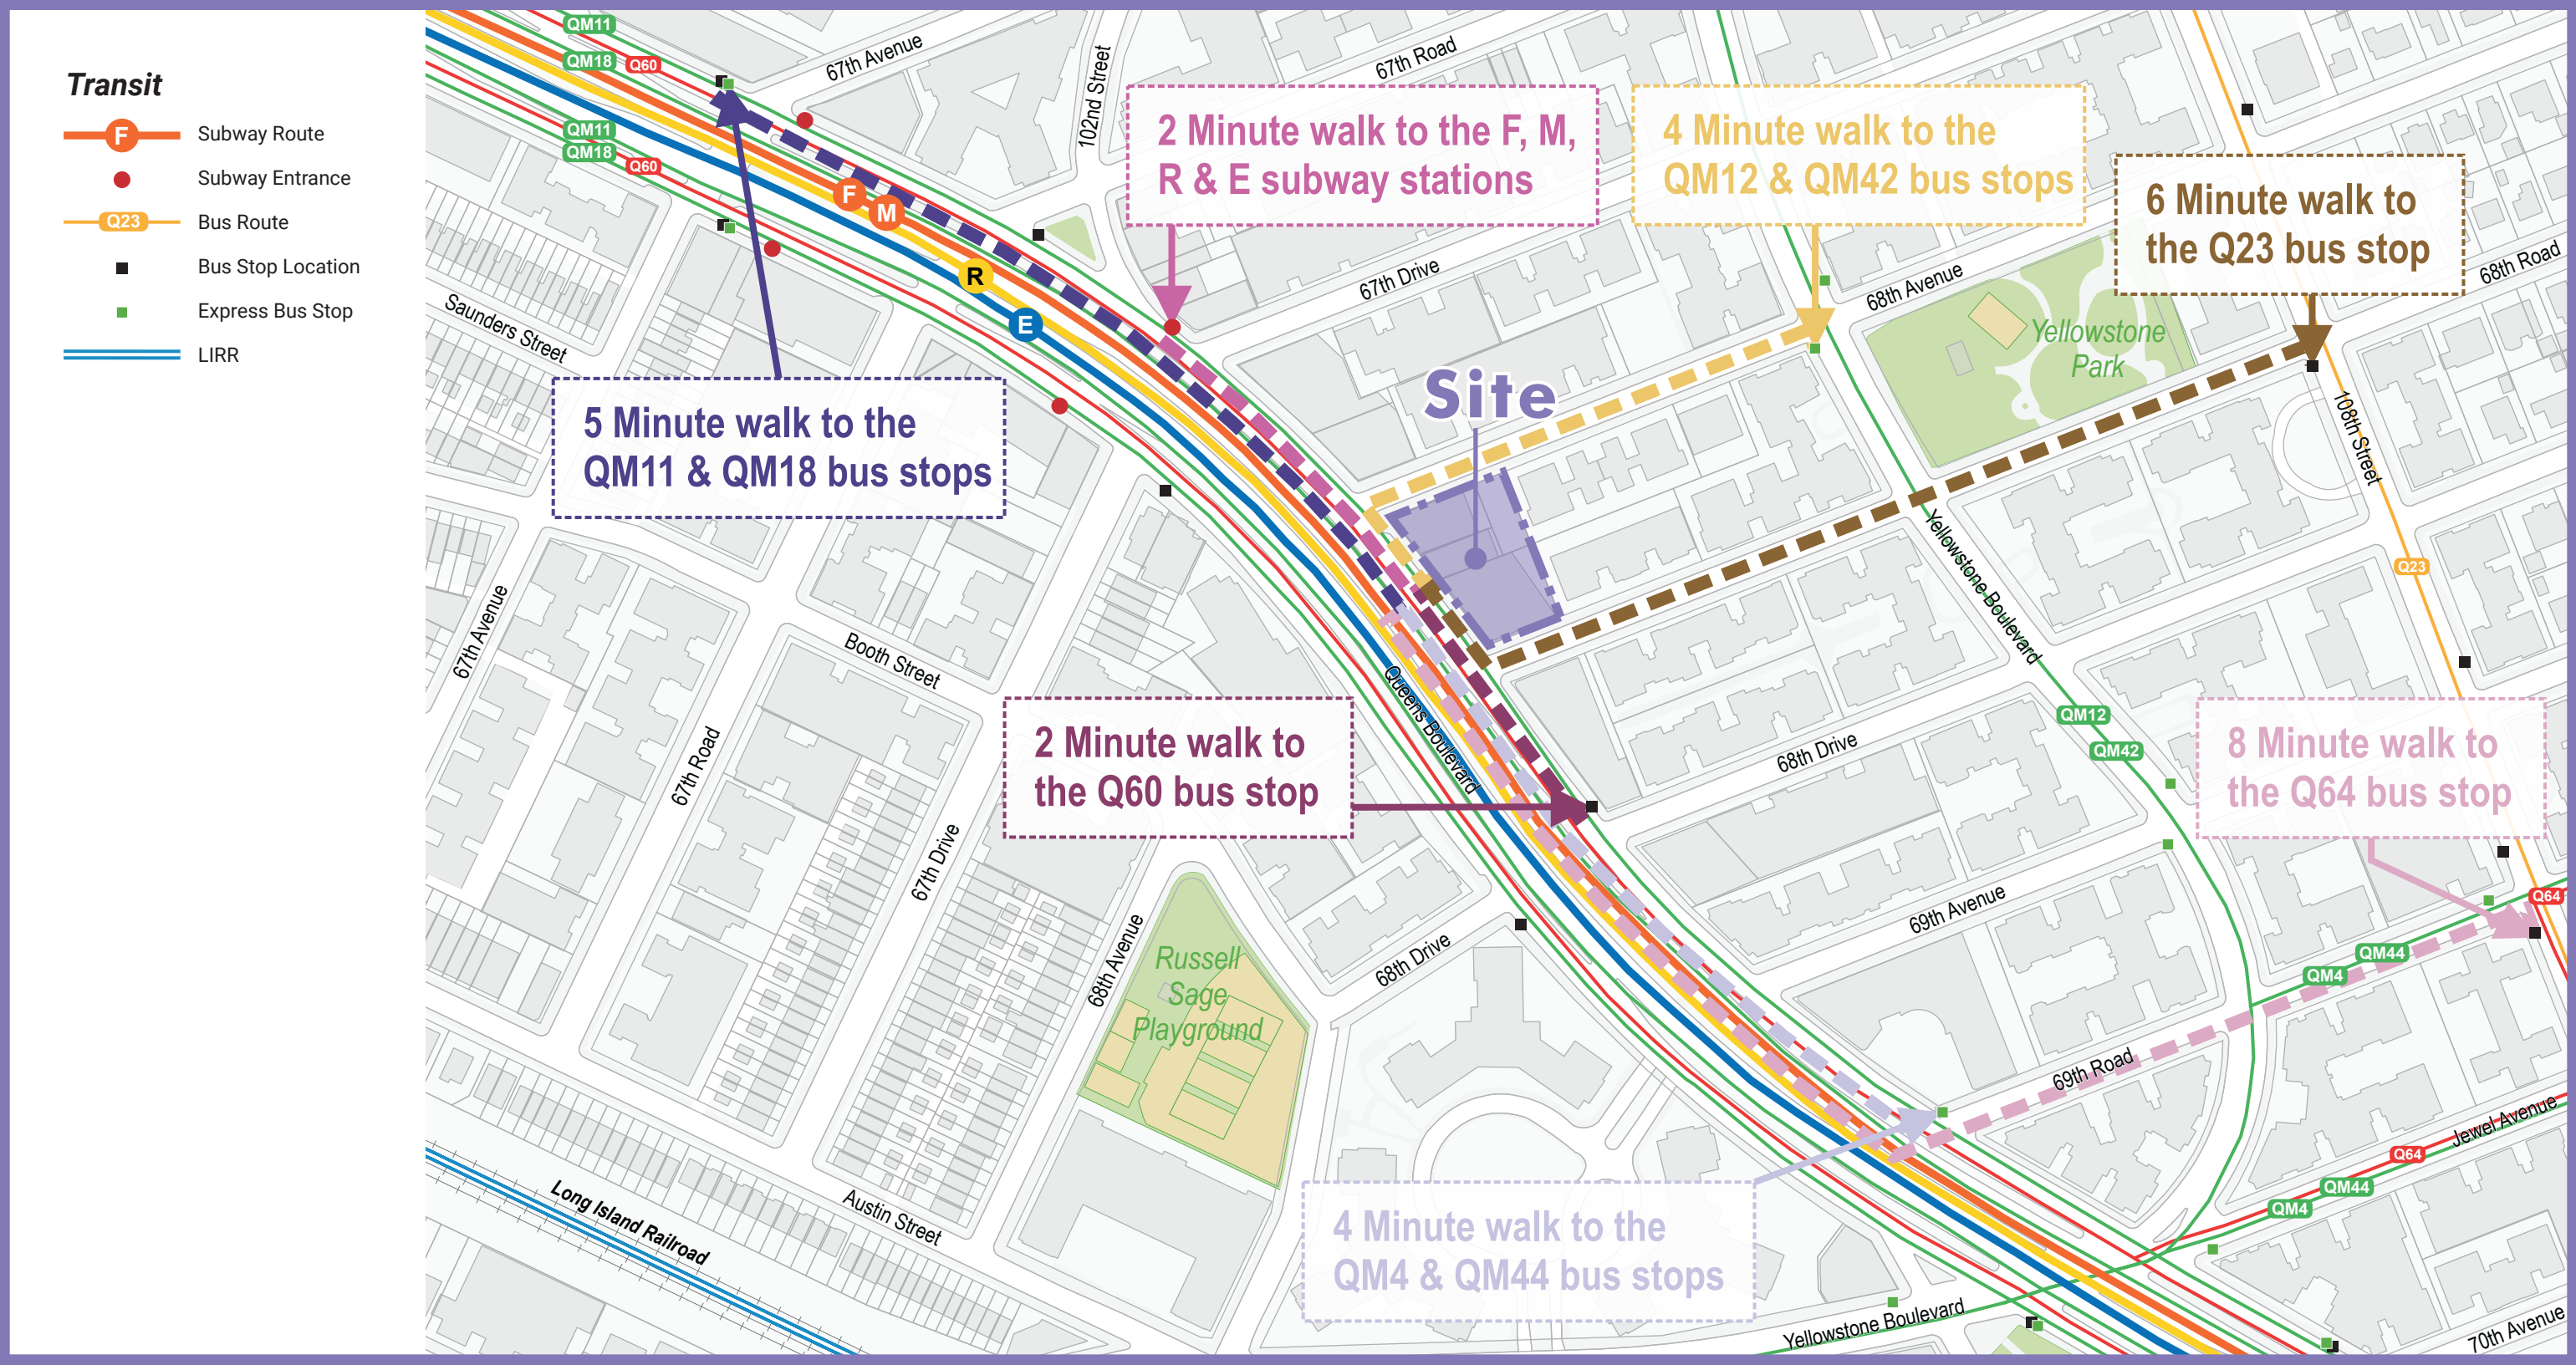 Transit
F
Subway Route
Subway Entrance
Q23
Bus Route
Bus Stop Location
Express Bus Stop
LIRR
QM11
QM18
Q60
QM11
QM18
Q60
67th Avenue
102nd Street
67th Road
F
M
R
E
2 Minute walk to the F, M,
R & E subway stations
4 Minute walk to the
QM12 & QM42 bus stops
6 Minute walk to
the Q23 bus stop
68th Road
67th Drive
68th Avenue
Yellowstone
Park
108th Street
Saunders Street
5 Minute walk to the
QM11 & QM18 bus stops
Site
Yellowstone Boulevard
Q23
67th Avenue
Booth Street
Queens Boulevard
67th Road
67th Drive
2 Minute walk to
the Q60 bus stop
68th Drive
QM12
QM42
8 Minute walk to
the Q64 bus stop
Q64
69th Avenue
68th Avenue
Russell
Sage
Playground
68th Drive
QM44
QM4
69th Road
Jewel Avenue
Q64
QM44
QM4
Long Island Railroad
Austin Street
4 Minute walk to the
QM4 & QM44 bus stops
Yellowstone Boulevard
70th Avenue